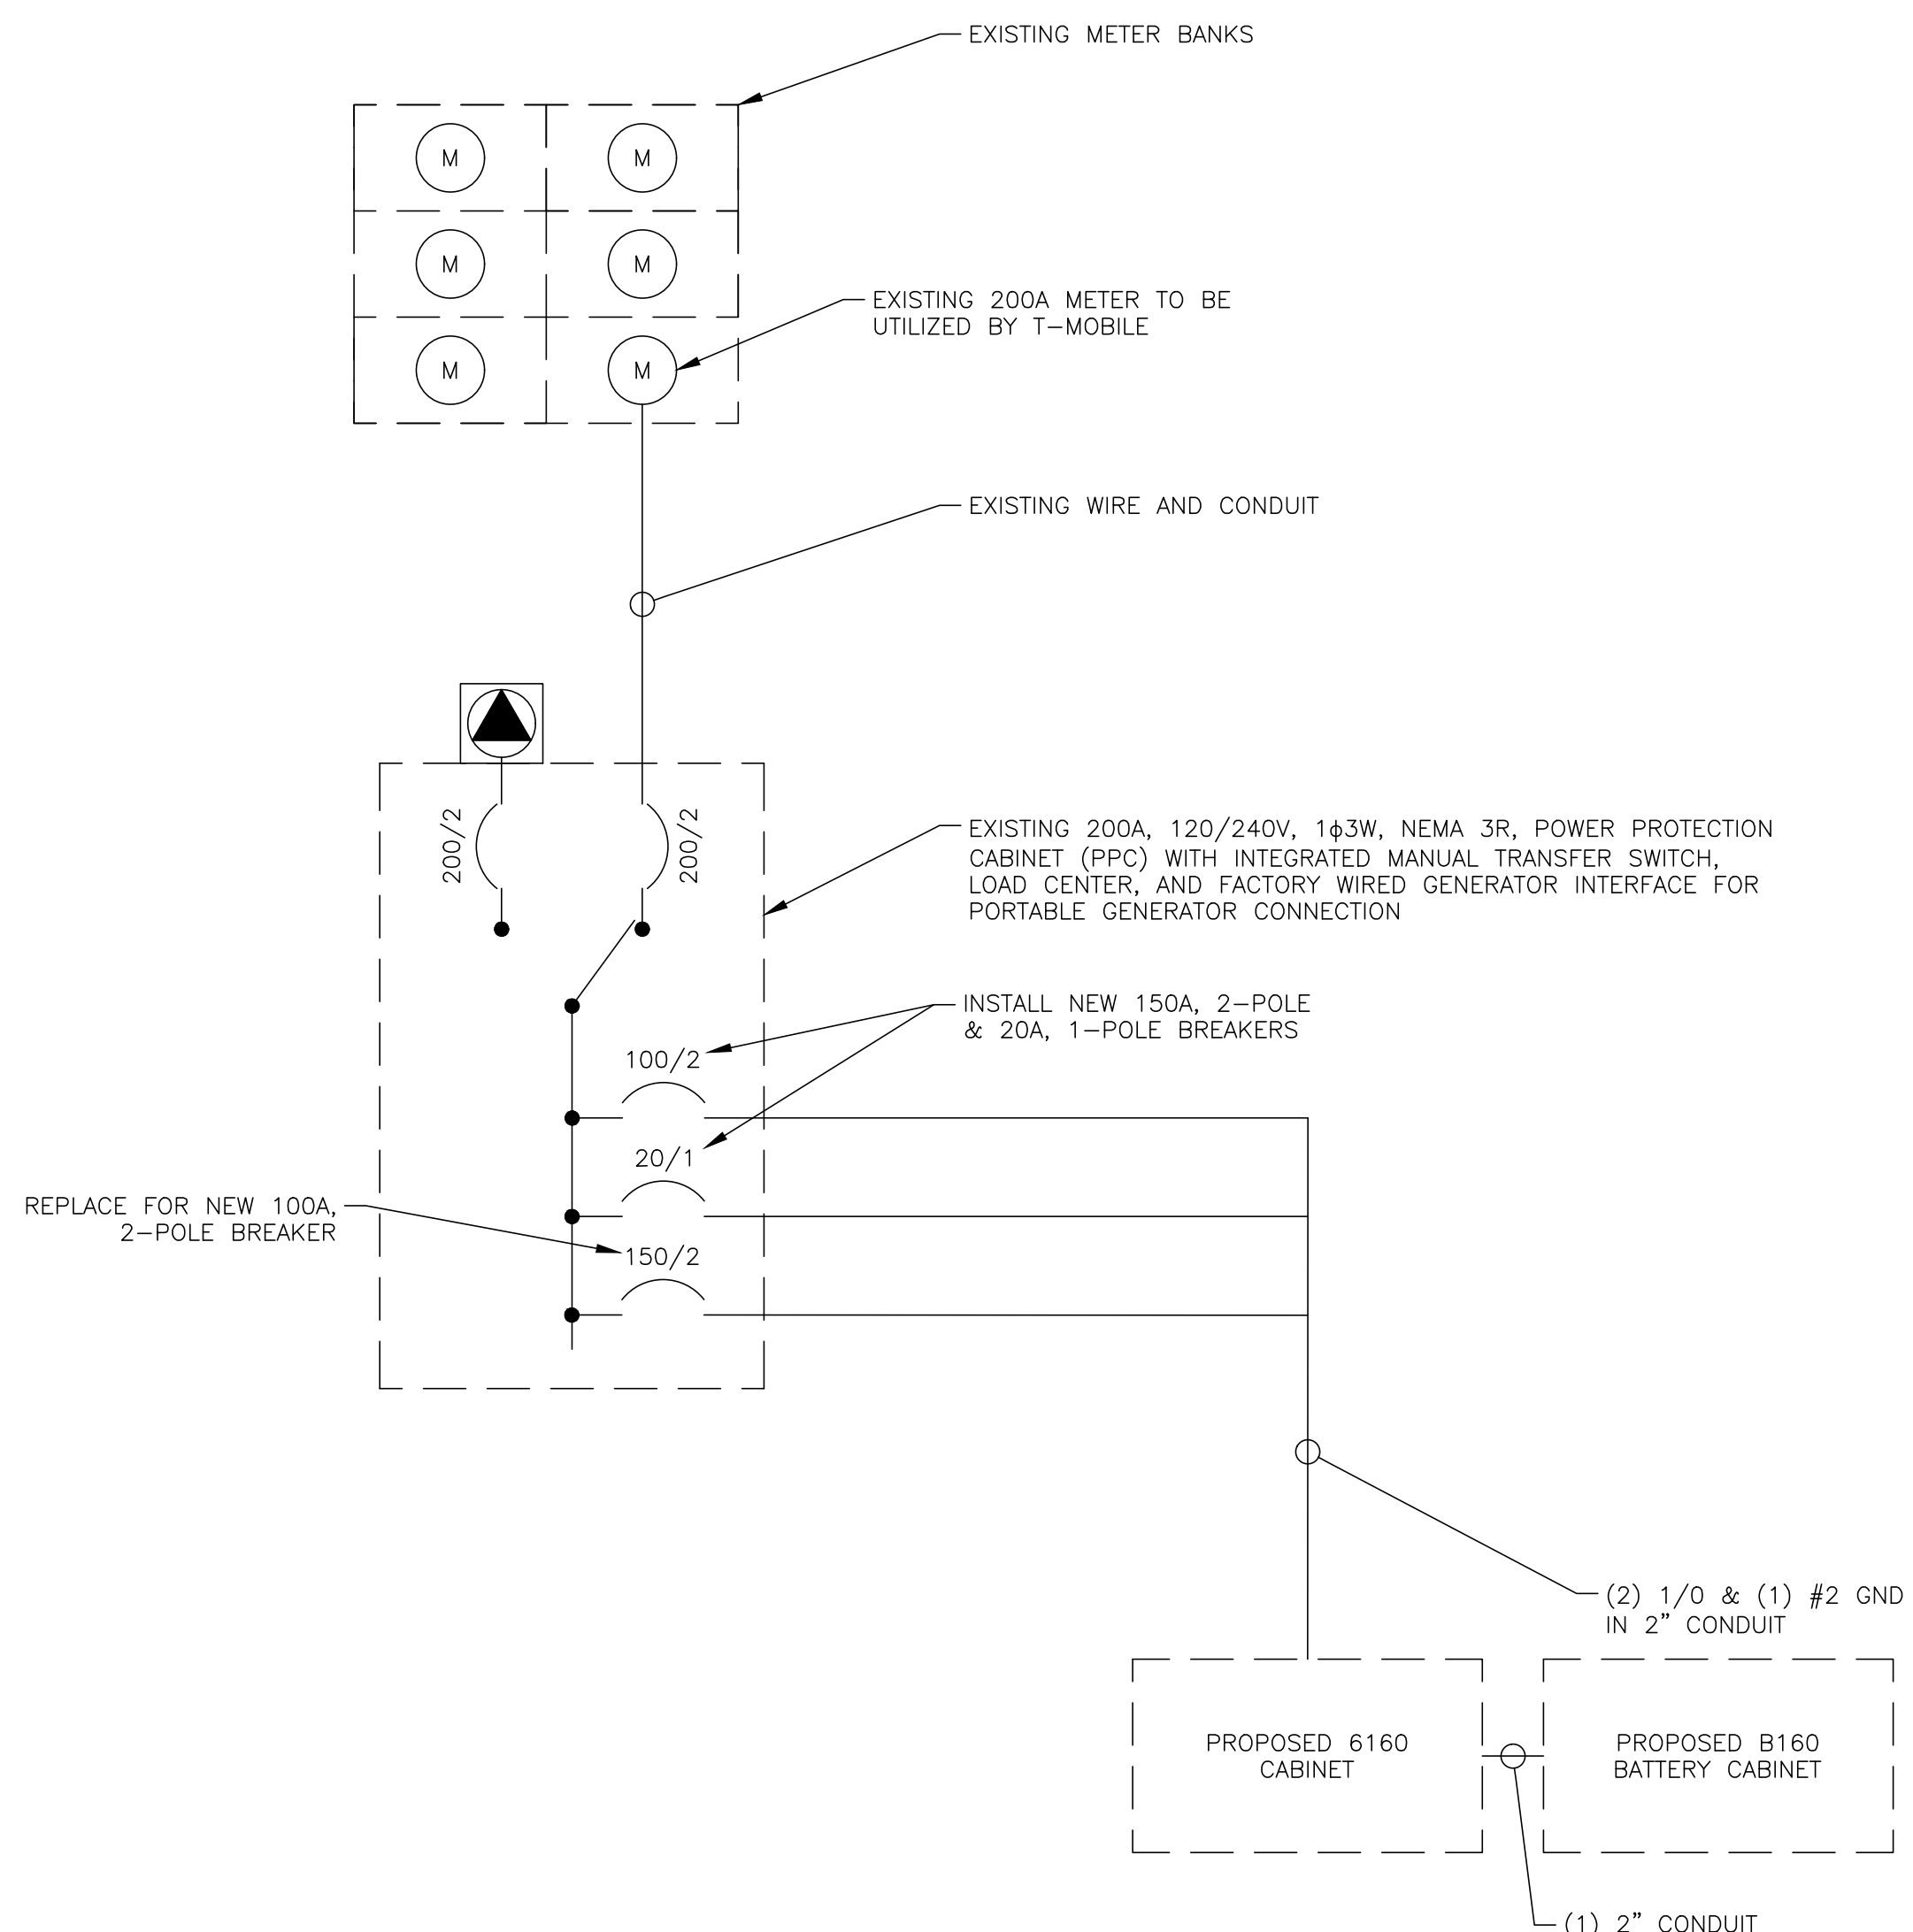 EXISTING METER BANKS
M
M
M
M
EXISTING 200A METER TO BE
UTILIZED BY T-MOBILE
M
M
EXISTING WIRE AND CONDUIT
200/2
200/2
EXISTING 200A, 120/240V, 1ϕ3W, NEMA 3R, POWER PROTECTION
CABINET (PPC) WITH INTEGRATED MANUAL TRANSFER SWITCH,
LOAD CENTER, AND FACTORY WIRED GENERATOR INTERFACE FOR
PORTABLE GENERATOR CONNECTION
INSTALL NEW 150A, 2-POLE
& 20A, 1-POLE BREAKERS
100/2
20/1
REPLACE FOR NEW 100A,
2-POLE BREAKER
150/2
(2) 1/0 & (1) #2 GND
IN 2" CONDUIT
PROPOSED 6160
CABINET
PROPOSED B160
BATTERY CABINET
(1) 2" CONDUIT